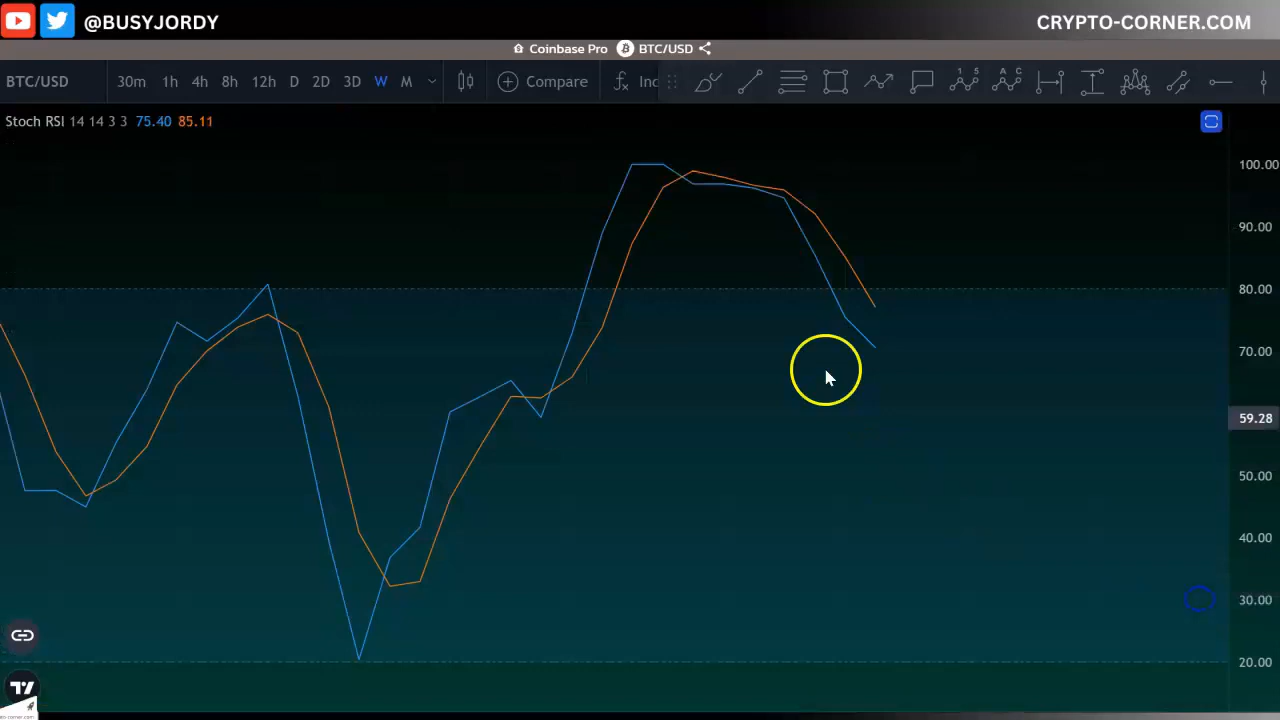 @BUSYJORDY
CRYPTO-CORNER.COM
Coinbase Pro BTC/USD
BTC/USD 30m 1h 4h 8h 12h D 2D 3D W M Compare Inc
Stoch RSI 14 14 3 3 75.40 85.11
100.00
90.00
80.00
70.00
59.28
50.00
40.00
30.00
20.00